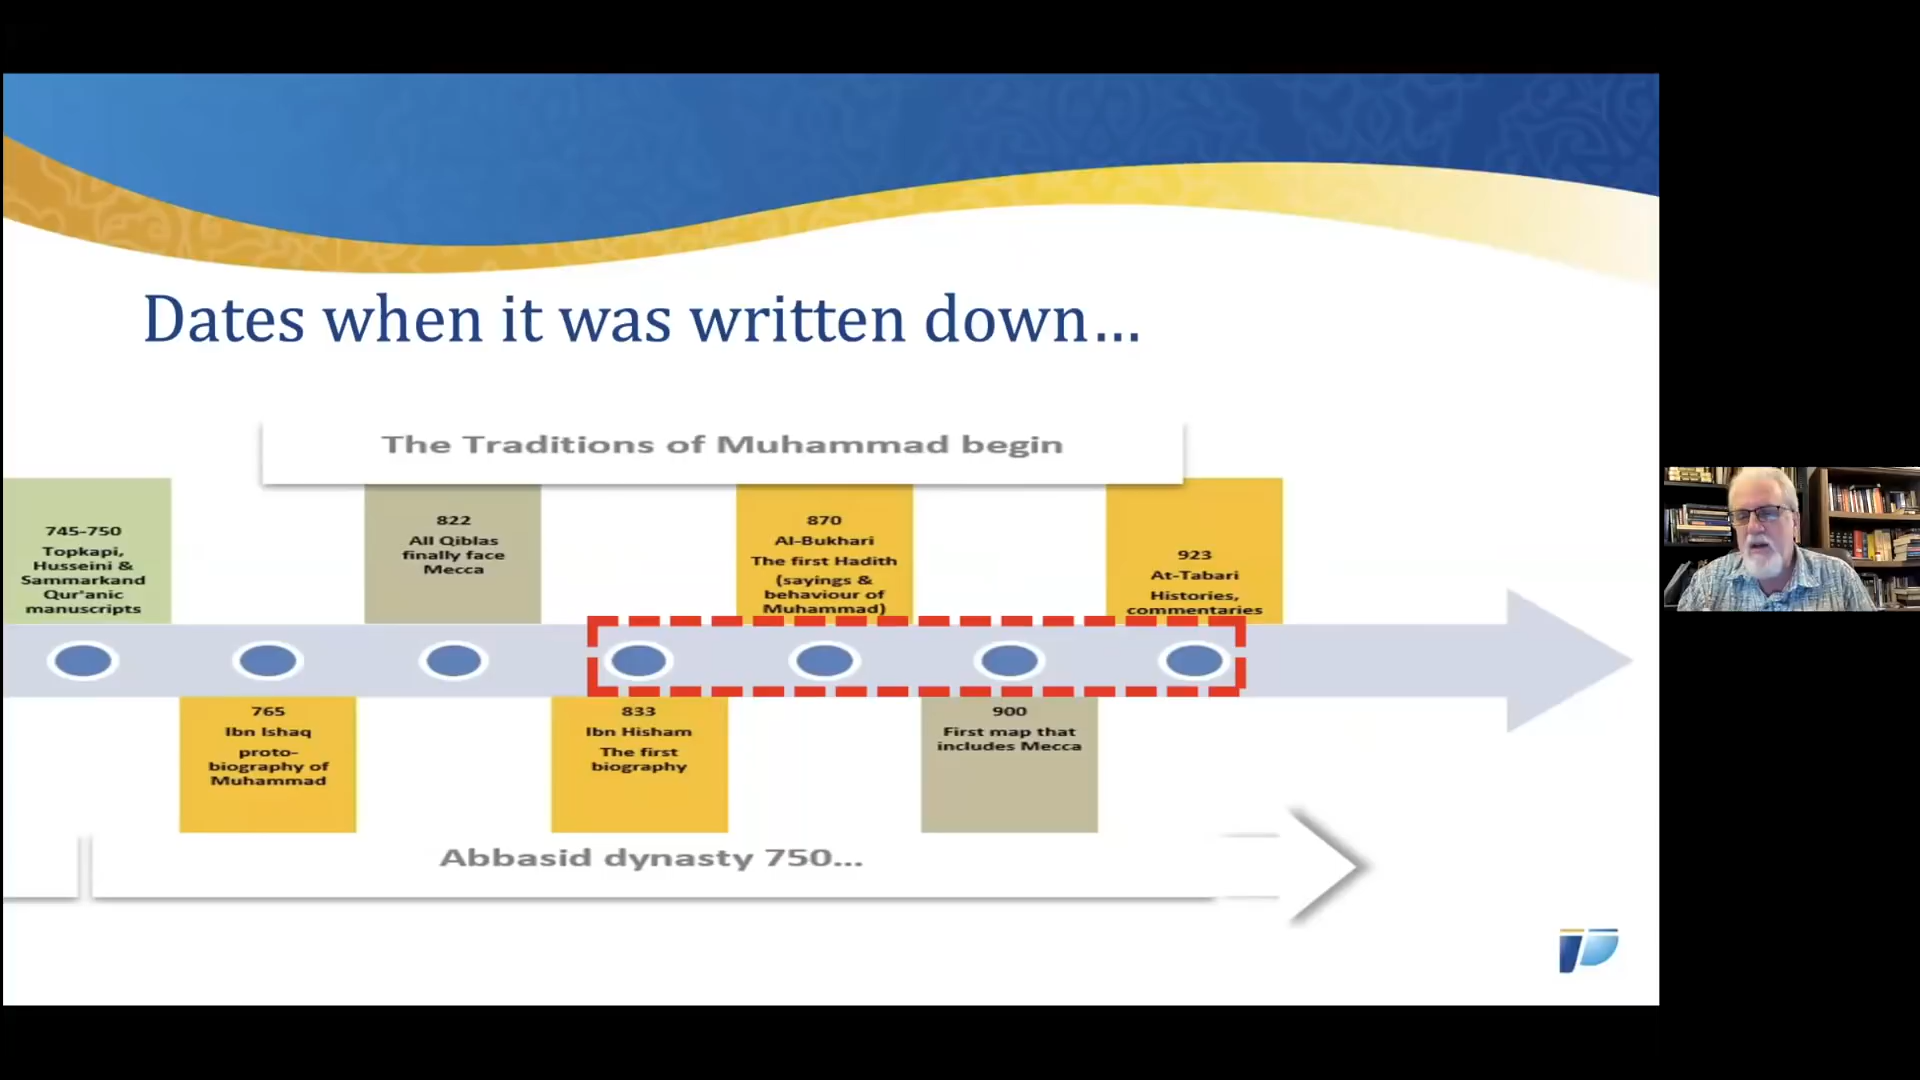 Dates when it was written down...
The Traditions of Muhammad begin
745-750
Topkapi,
Husseini &
Sammarkand
Qur'anic
manuscripts
822
All Qiblas
finally face
Mecca
870
Al-Bukhari
The first Hadith
(sayings &
behaviour of
Muhammad)
923
At-Tabari
Histories,
commentaries
765
Ibn Ishaq
proto-
biography of
Muhammad
833
Ibn Hisham
The first
biography
900
First map that
includes Mecca
Abbasid dynasty 750...